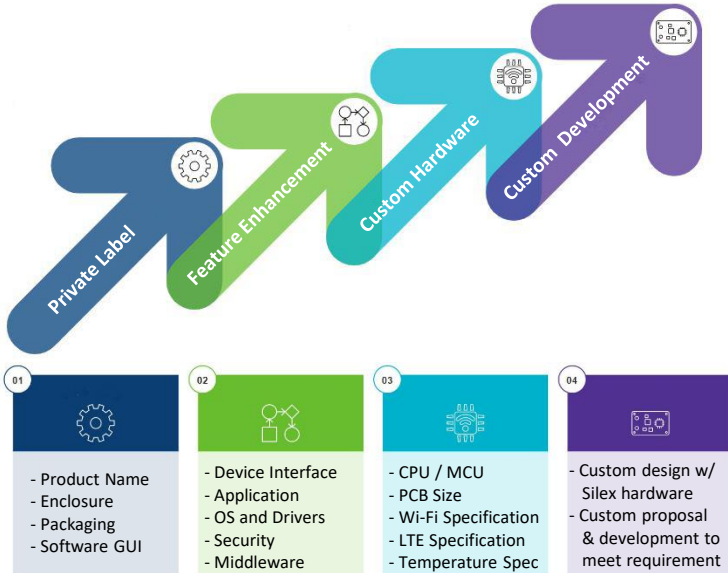 Private Label
Feature Enhancement
Custom Hardware
Custom Development
01
- Product Name
- Enclosure
- Packaging
- Software GUI
02
- Device Interface
- Application
- OS and Drivers
- Security
- Middleware
03
- CPU / MCU
- PCB Size
- Wi-Fi Specification
- LTE Specification
- Temperature Spec
04
- Custom design w/
Silex hardware
- Custom proposal
& development to
meet requirement